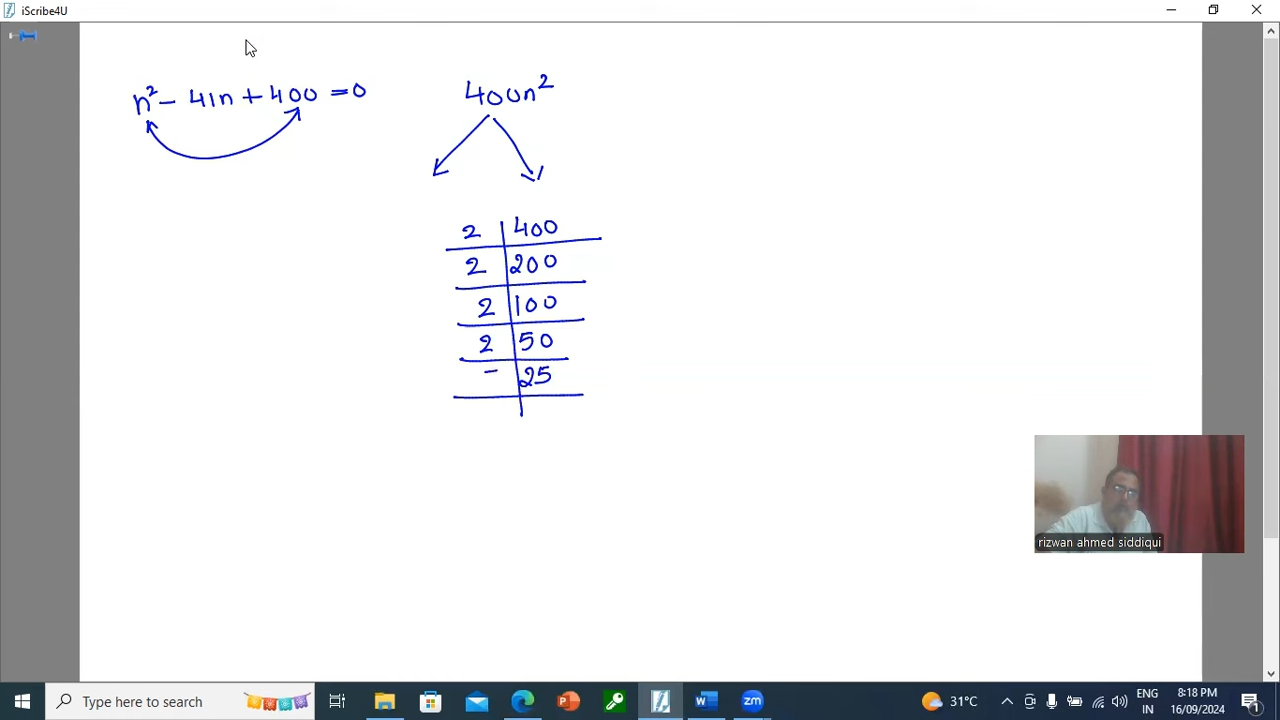 iScribe4U
n² - 41n + 400 = 0
400n²
2 | 400
2 | 200
2 | 100
2 | 50
- | 25
rizwan ahmed siddiqui
Type here to search
31°C
ENG
IN
8:18 PM
16/09/2024